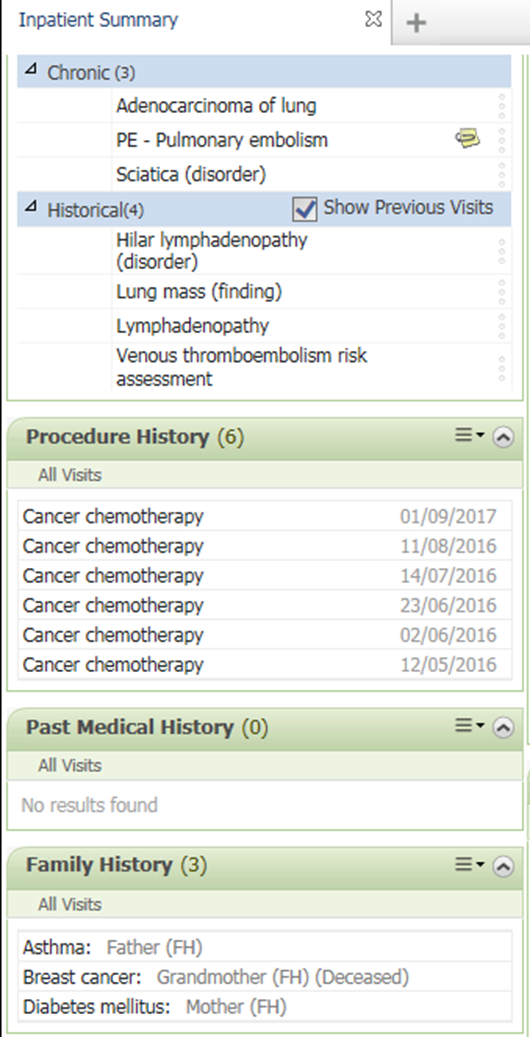 Inpatient Summary
Chronic (3)
Adenocarcinoma of lung
PE - Pulmonary embolism
Sciatica (disorder)
Historical(4) Show Previous Visits
Hilar lymphadenopathy
(disorder)
Lung mass (finding)
Lymphadenopathy
Venous thromboembolism risk
assessment
Procedure History (6)
All Visits
Cancer chemotherapy 01/09/2017
Cancer chemotherapy 11/08/2016
Cancer chemotherapy 14/07/2016
Cancer chemotherapy 23/06/2016
Cancer chemotherapy 02/06/2016
Cancer chemotherapy 12/05/2016
Past Medical History (0)
All Visits
No results found
Family History (3)
All Visits
Asthma: Father (FH)
Breast cancer: Grandmother (FH) (Deceased)
Diabetes mellitus: Mother (FH)